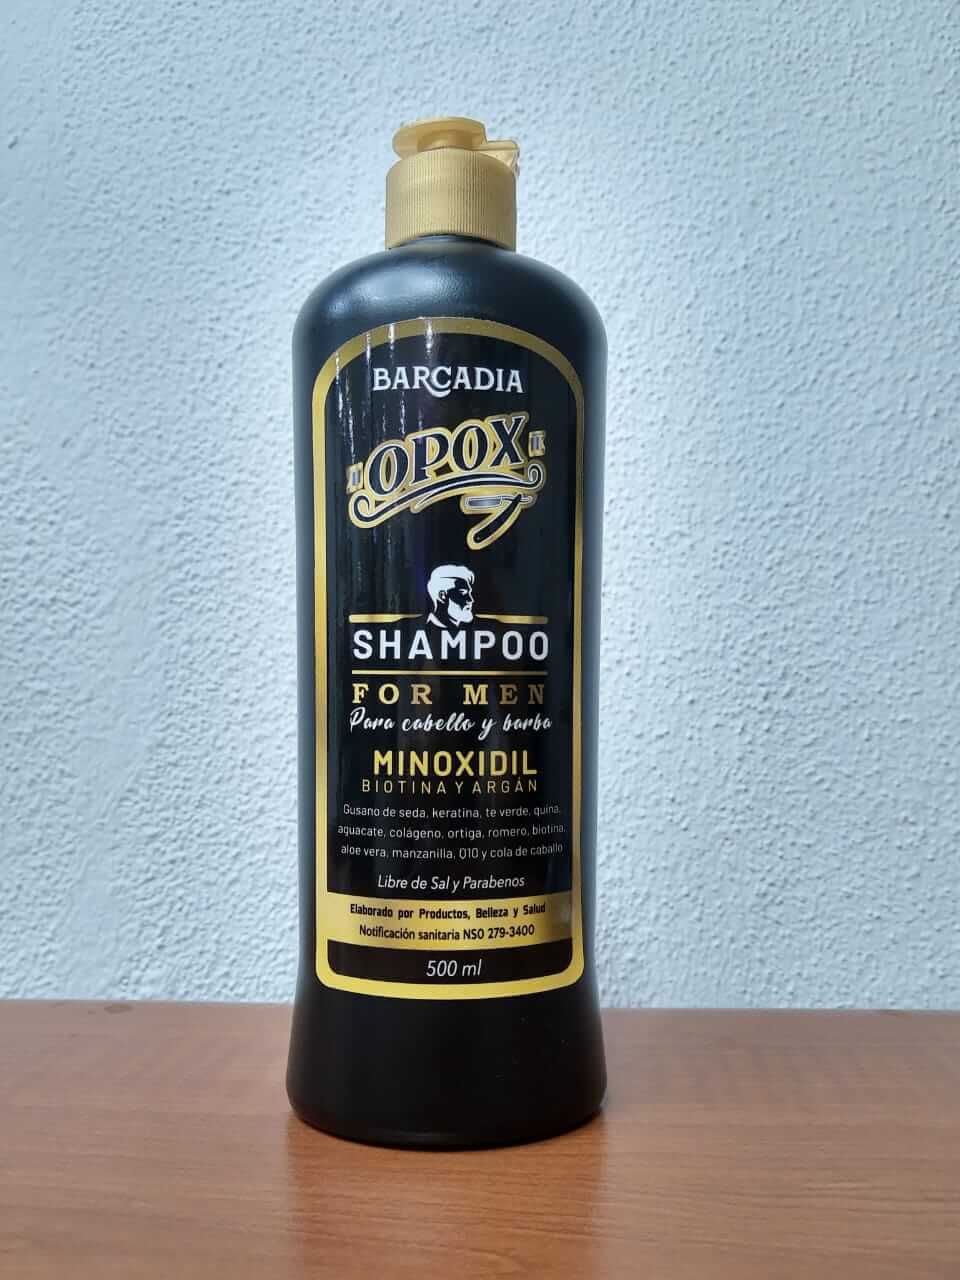 BARCADIA
OPOX
SHAMPOO
FOR MEN
Para cabello y barba
MINOXIDIL
BIOTINA Y ARGÁN
Gusano de seda, keratina, te verde, quina,
aguacate, colágeno, ortiga, romero, biotina,
aloe vera, manzanilla, Q10 y cola de caballo
Libre de Sal y Parabenos
Elaborado por Productos, Belleza y Salud
Notificación sanitaria NSO 279-3400
500 ml